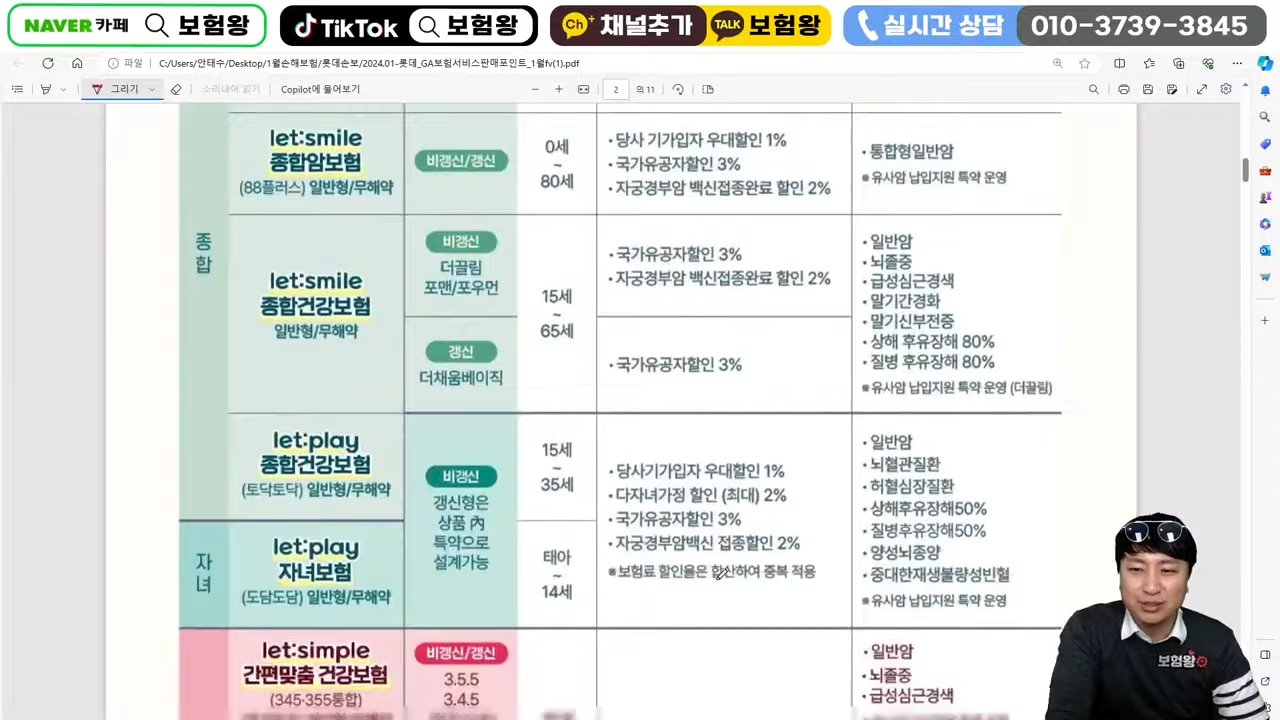 NAVER 카페 보험왕
TikTok 보험왕
Ch+ 채널추가 TALK 보험왕
실시간 상담 010-3739-3845
파일 C:/Users/안태수/Desktop/1월손해보험/롯데손보/2024.01-롯데_GA보험서비스판매포인트_1월fv(1).pdf
그리기 소리내어 읽기 Copilot에 물어보기 2 의 11
종합
let:smile
종합암보험
(88플러스) 일반형/무해약
비갱신/갱신
0세
~
80세
• 당사 기가입자 우대할인 1%
• 국가유공자할인 3%
• 자궁경부암 백신접종완료 할인 2%
• 통합형일반암
※ 유사암 납입지원 특약 운영
let:smile
종합건강보험
일반형/무해약
비갱신
더끌림
포맨/포우먼
갱신
더채움베이직
15세
~
65세
• 국가유공자할인 3%
• 자궁경부암 백신접종완료 할인 2%
• 국가유공자할인 3%
• 일반암
• 뇌졸중
• 급성심근경색
• 말기간경화
• 말기신부전증
• 상해 후유장해 80%
• 질병 후유장해 80%
※ 유사암 납입지원 특약 운영 (더끌림)
let:play
종합건강보험
(토닥토닥) 일반형/무해약
비갱신
갱신형은
상품 內
특약으로
설계가능
15세
~
35세
• 당사기가입자 우대할인 1%
• 다자녀가정 할인 (최대) 2%
• 국가유공자할인 3%
• 자궁경부암백신 접종할인 2%
※ 보험료 할인율은 합산하여 중복 적용
• 일반암
• 뇌혈관질환
• 허혈심장질환
• 상해후유장해50%
• 질병후유장해50%
• 양성뇌종양
• 중대한재생불량성빈혈
※ 유사암 납입지원 특약 운영
자녀
let:play
자녀보험
(도담도담) 일반형/무해약
태아
~
14세
let:simple
간편맞춤 건강보험
(345·355통합)
비갱신/갱신
3.5.5
3.4.5
• 일반암
• 뇌졸중
• 급성심근경색
보험왕